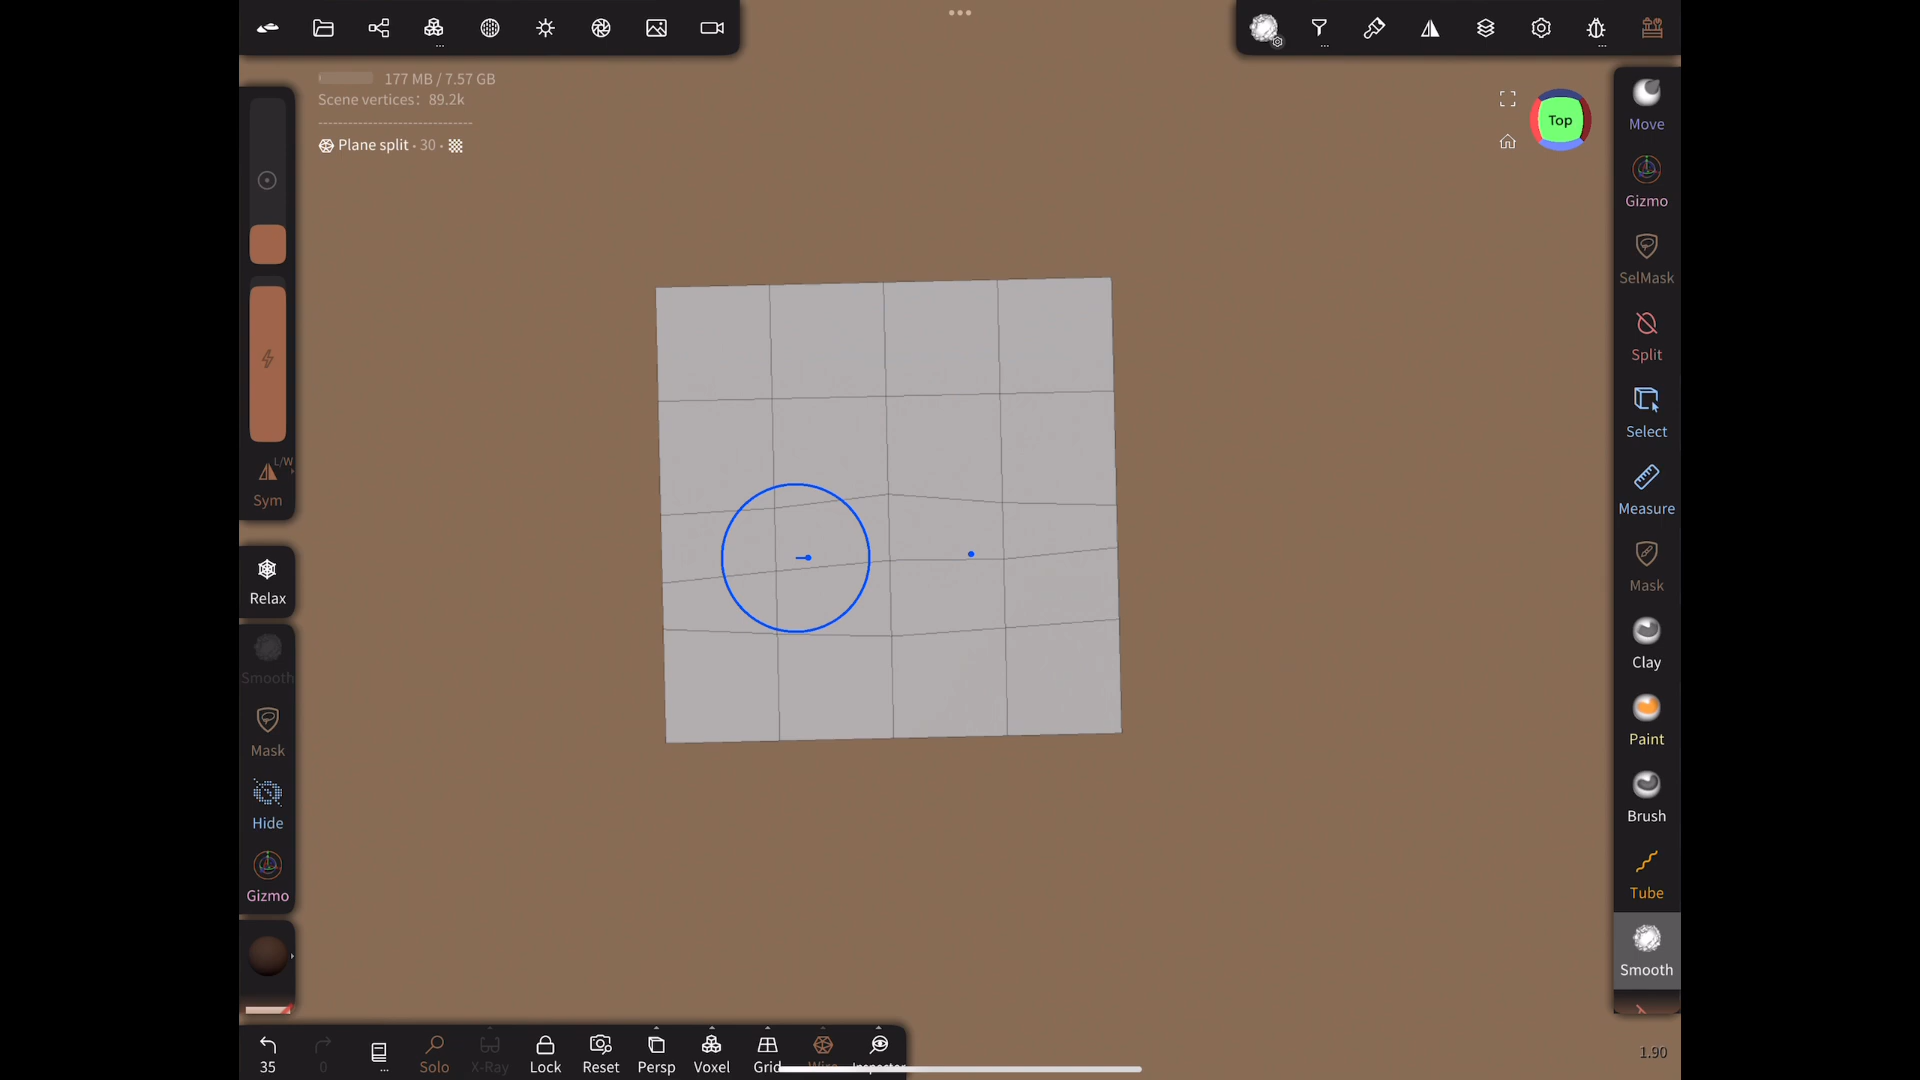 177 MB / 7.57 GB
Scene vertices: 89.2k
Plane split · 30 ·
Top
L/W
Sym
Relax
Smooth
Mask
Hide
Gizmo
Move
Gizmo
SelMask
Split
Select
Measure
Mask
Clay
Paint
Brush
Tube
Smooth
35
0
Solo
X-Ray
Lock
Reset
Persp
Voxel
Grid
Wire
Inspector
1.90